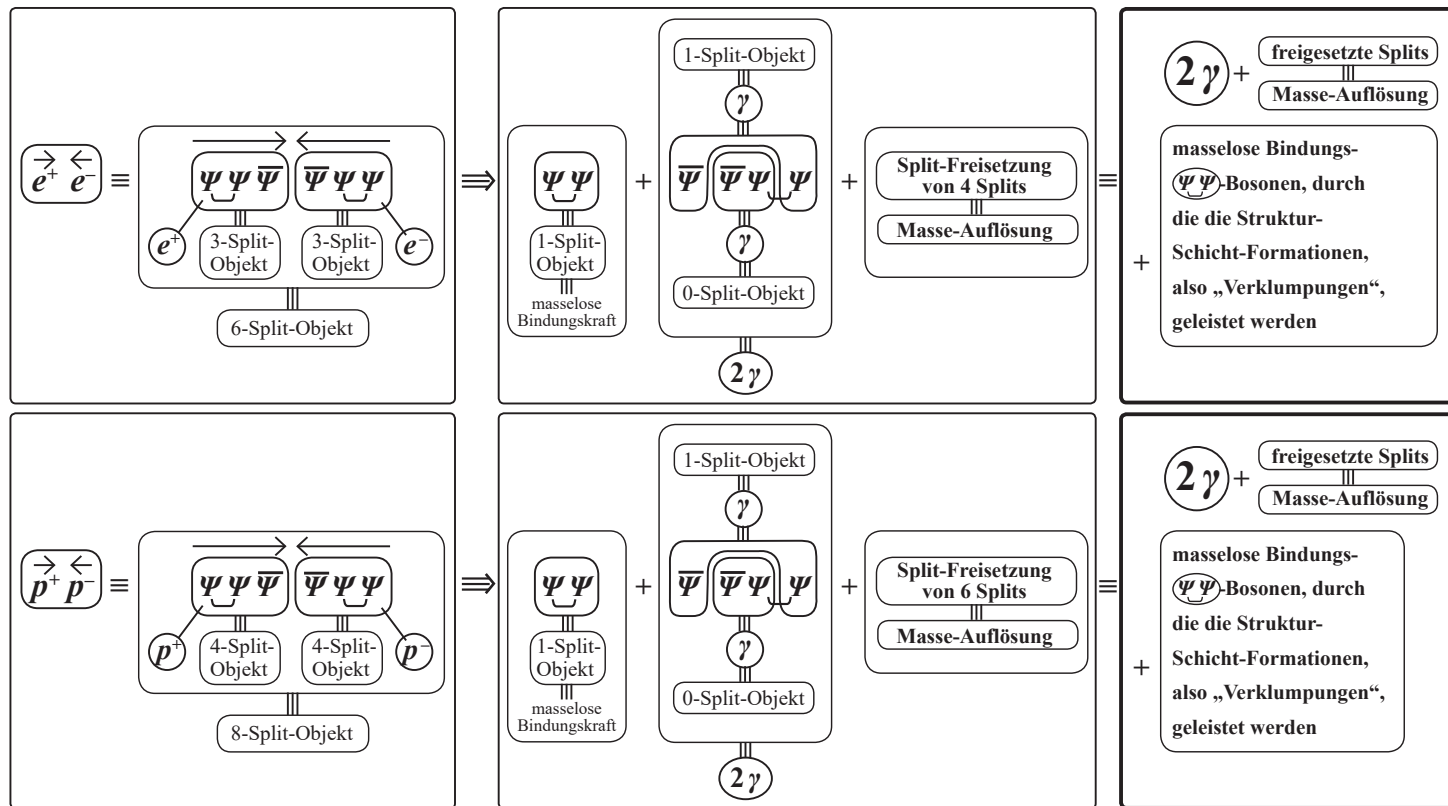 e⁺ e⁻ ≡
Ψ Ψ Ψ̅ Ψ̅ Ψ Ψ
e⁺ e⁻
3-Split-
Objekt
3-Split-
Objekt
6-Split-Objekt
⇛
Ψ Ψ
1-Split-
Objekt
masselose
Bindungskraft
+
1-Split-Objekt
γ
Ψ̅ Ψ̅ Ψ Ψ
γ
0-Split-Objekt
2γ
+
Split-Freisetzung
von 4 Splits
Masse-Auflösung
≡
2γ +
freigesetzte Splits
Masse-Auflösung
+
masselose Bindungs-
ΨΨ-Bosonen, durch
die die Struktur-
Schicht-Formationen,
also „Verklumpungen“,
geleistet werden
p⁺ p⁻ ≡
Ψ Ψ Ψ̅ Ψ̅ Ψ Ψ
p⁺ p⁻
4-Split-
Objekt
4-Split-
Objekt
8-Split-Objekt
⇛
Ψ Ψ
1-Split-
Objekt
masselose
Bindungskraft
+
1-Split-Objekt
γ
Ψ̅ Ψ̅ Ψ Ψ
γ
0-Split-Objekt
2γ
+
Split-Freisetzung
von 6 Splits
Masse-Auflösung
≡
2γ +
freigesetzte Splits
Masse-Auflösung
+
masselose Bindungs-
ΨΨ-Bosonen, durch
die die Struktur-
Schicht-Formationen,
also „Verklumpungen“,
geleistet werden